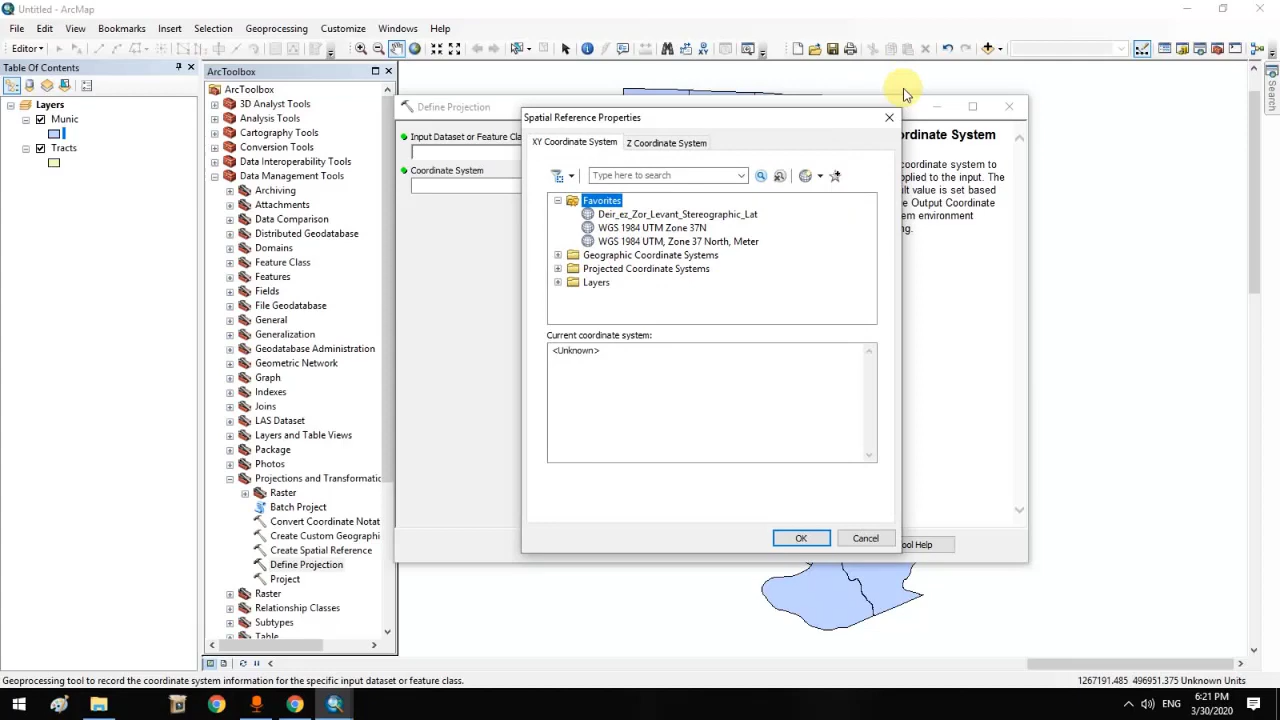 Untitled - ArcMap
File Edit View Bookmarks Insert Selection Geoprocessing Customize Windows Help
Editor
Table Of Contents
Layers
Munic
Tracts
ArcToolbox
ArcToolbox
3D Analyst Tools
Analysis Tools
Cartography Tools
Conversion Tools
Data Interoperability Tools
Data Management Tools
Archiving
Attachments
Data Comparison
Distributed Geodatabase
Domains
Feature Class
Features
Fields
File Geodatabase
General
Generalization
Geodatabase Administration
Geometric Network
Graph
Indexes
Joins
LAS Dataset
Layers and Table Views
Package
Photos
Projections and Transformatic
Raster
Batch Project
Convert Coordinate Notat
Create Custom Geographi
Create Spatial Reference
Define Projection
Project
Raster
Relationship Classes
Subtypes
Table
Define Projection
Input Dataset or Feature Cla
Coordinate System
Spatial Reference Properties
XY Coordinate System Z Coordinate System
Type here to search
Favorites
Deir_ez_Zor_Levant_Stereographic_Lat
WGS 1984 UTM Zone 37N
WGS 1984 UTM, Zone 37 North, Meter
Geographic Coordinate Systems
Projected Coordinate Systems
Layers
Current coordinate system:
<Unknown>
OK Cancel
ordinate System
coordinate system to
pplied to the input. The
ult value is set based
e Output Coordinate
em environment
ng.
ool Help
Search
Geoprocessing tool to record the coordinate system information for the specific input dataset or feature class.
1267191.485 496951.375 Unknown Units
ENG
6:21 PM
3/30/2020